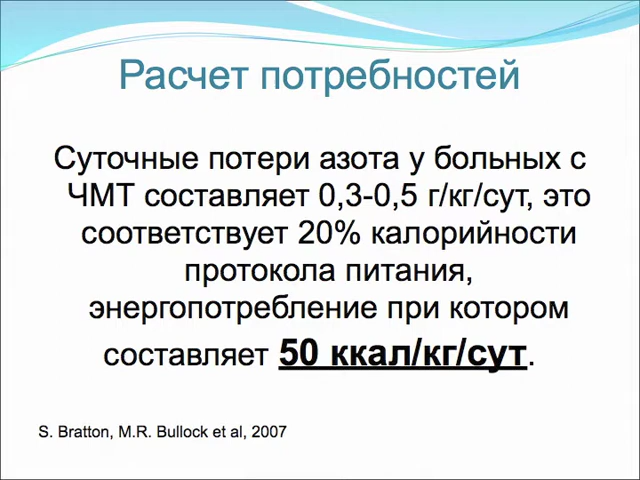 Расчет потребностей
Суточные потери азота у больных с
ЧМТ составляет 0,3-0,5 г/кг/сут, это
соответствует 20% калорийности
протокола питания,
энергопотребление при котором
составляет 50 ккал/кг/сут.
S. Bratton, M.R. Bullock et al, 2007